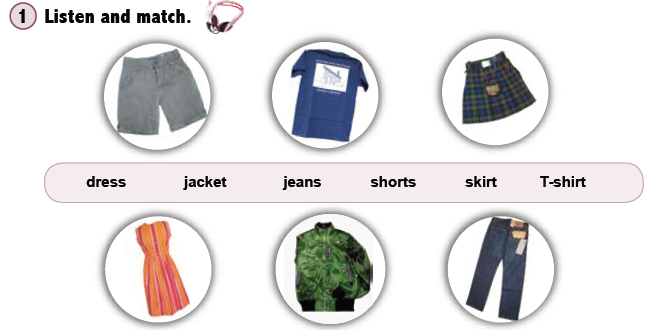 1 Listen and match.
dress jacket jeans shorts skirt T-shirt